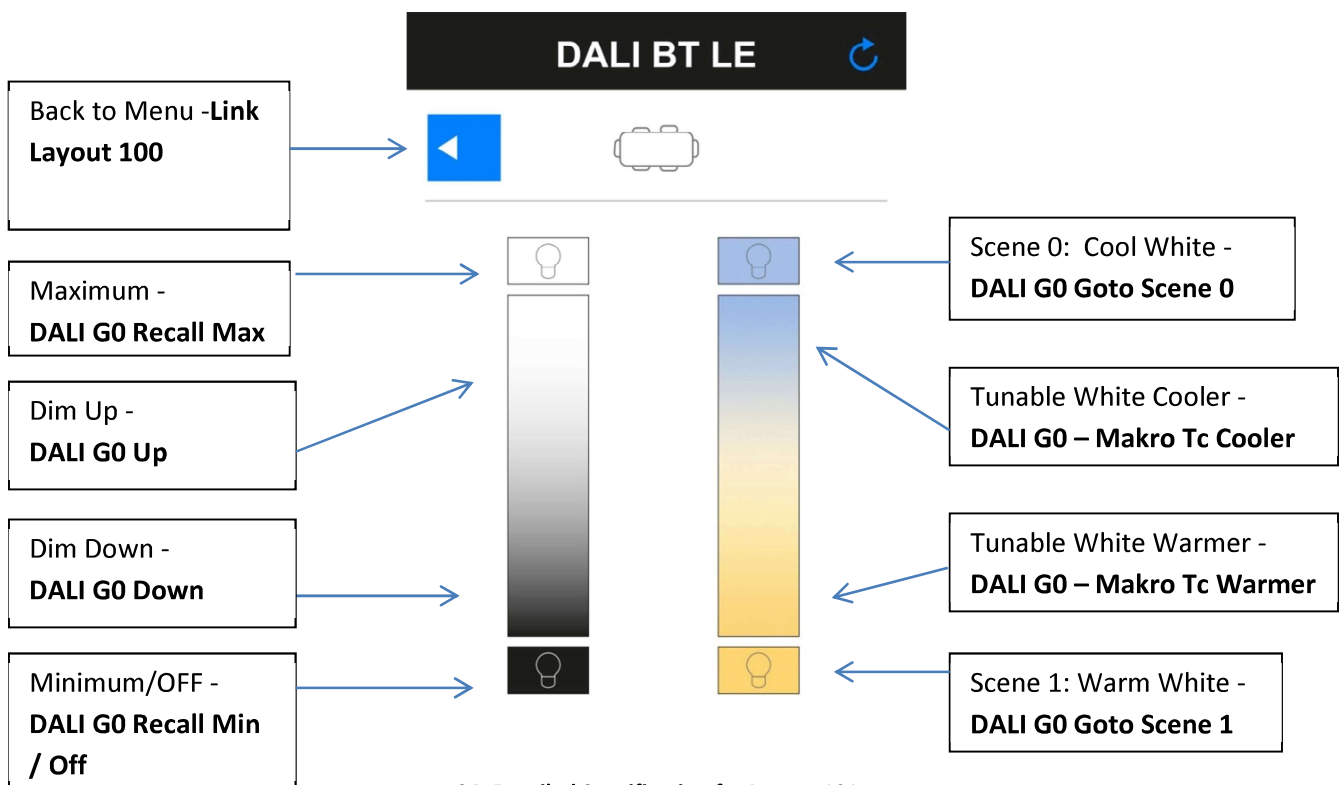 DALI BT LE
Back to Menu -Link
Layout 100
Maximum -
DALI G0 Recall Max
Dim Up -
DALI G0 Up
Dim Down -
DALI G0 Down
Minimum/OFF -
DALI G0 Recall Min
/ Off
Scene 0: Cool White -
DALI G0 Goto Scene 0
Tunable White Cooler -
DALI G0 – Makro Tc Cooler
Tunable White Warmer -
DALI G0 – Makro Tc Warmer
Scene 1: Warm White -
DALI G0 Goto Scene 1